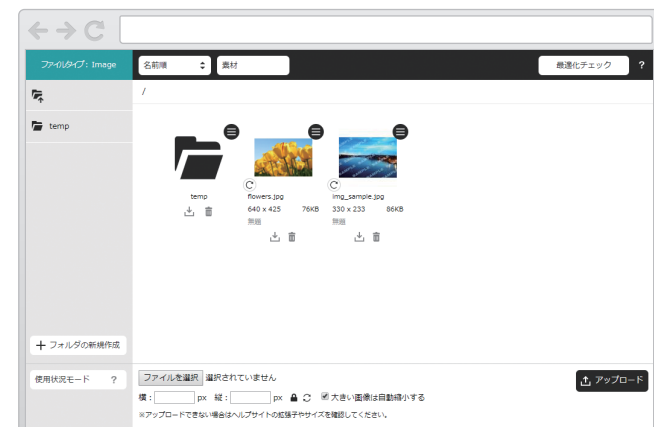 ファイルタイプ: Image
名前順
素材
最適化チェック
?
/
temp
temp
flowers.jpg
640 x 425 76KB
無題
img_sample.jpg
330 x 233 86KB
無題
フォルダの新規作成
使用状況モード ?
ファイルを選択 選択されていません
横: px 縦: px 大きい画像は自動縮小する
※アップロードできない場合はヘルプサイトの拡張子やサイズを確認してください。
アップロード